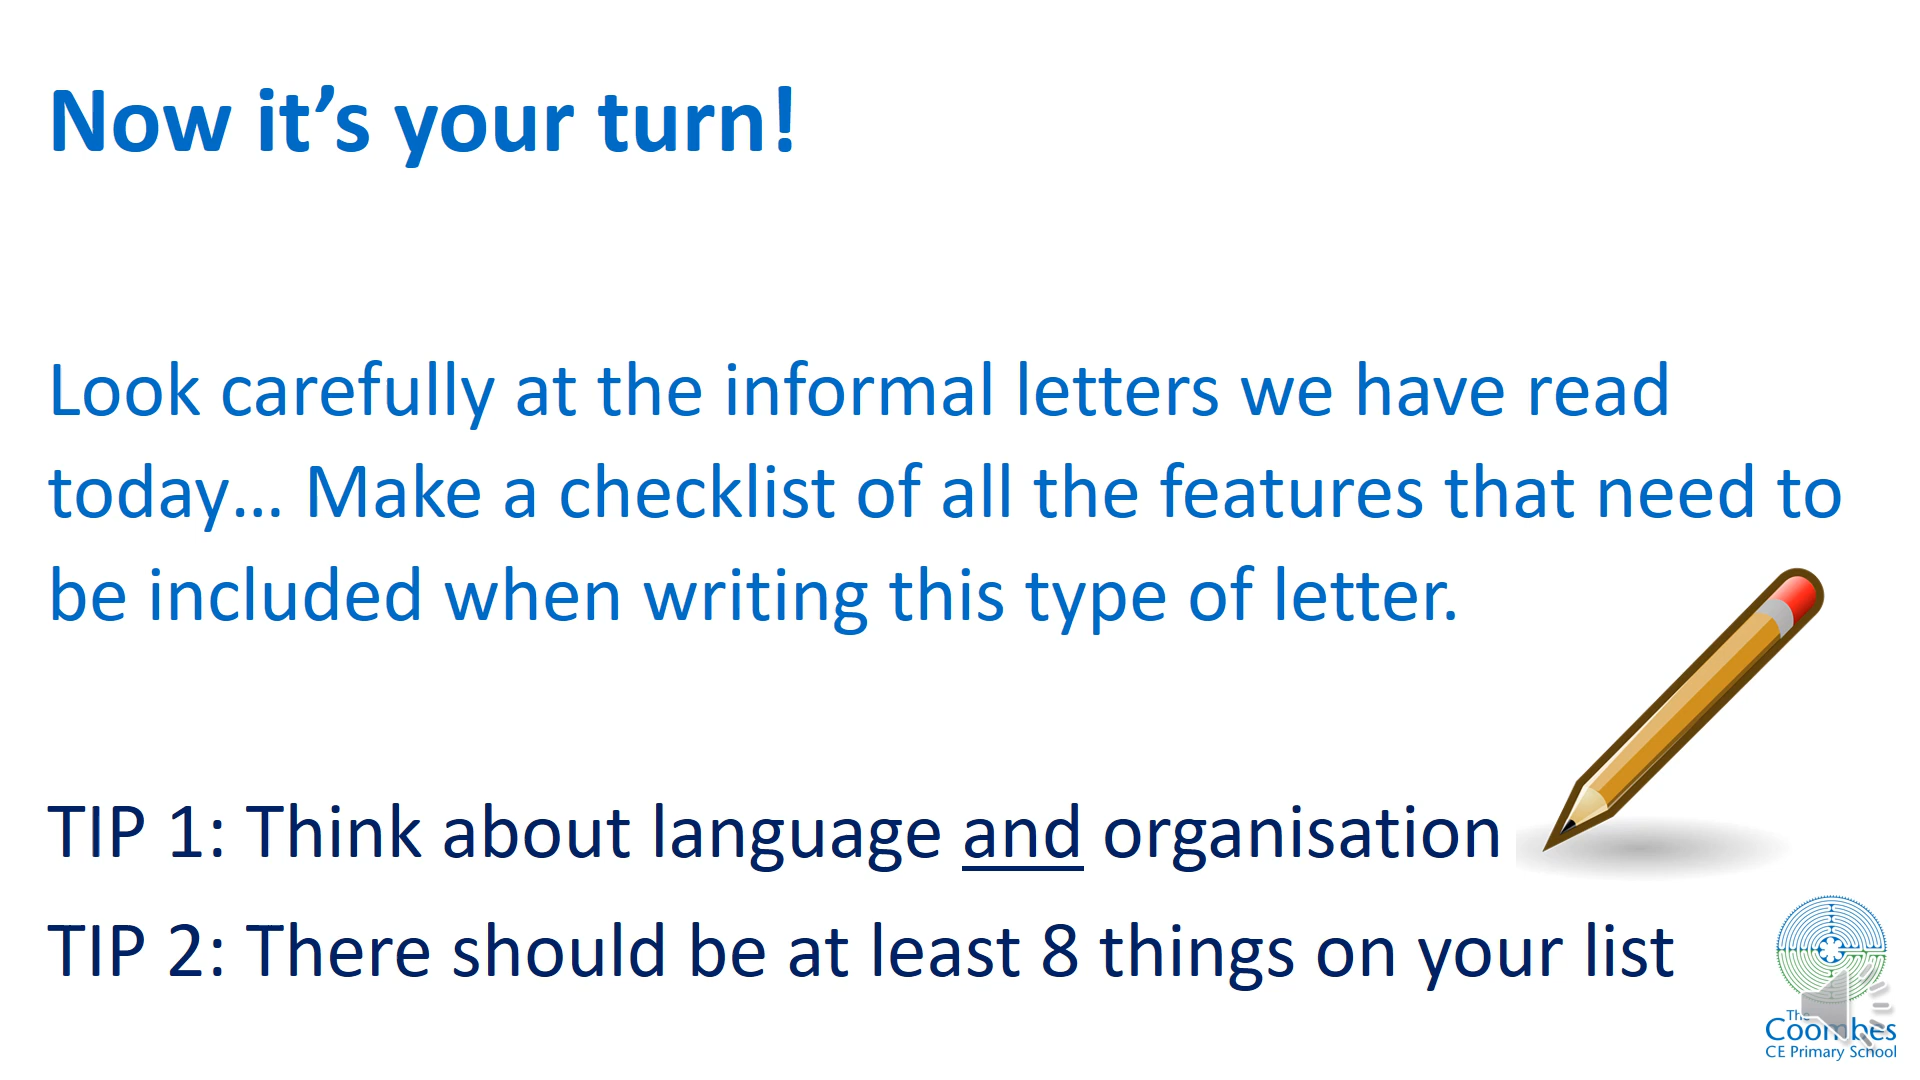 Now it’s your turn!
Look carefully at the informal letters we have read
today... Make a checklist of all the features that need to
be included when writing this type of letter.
TIP 1: Think about language and organisation
TIP 2: There should be at least 8 things on your list
The
Coombes
CE Primary School